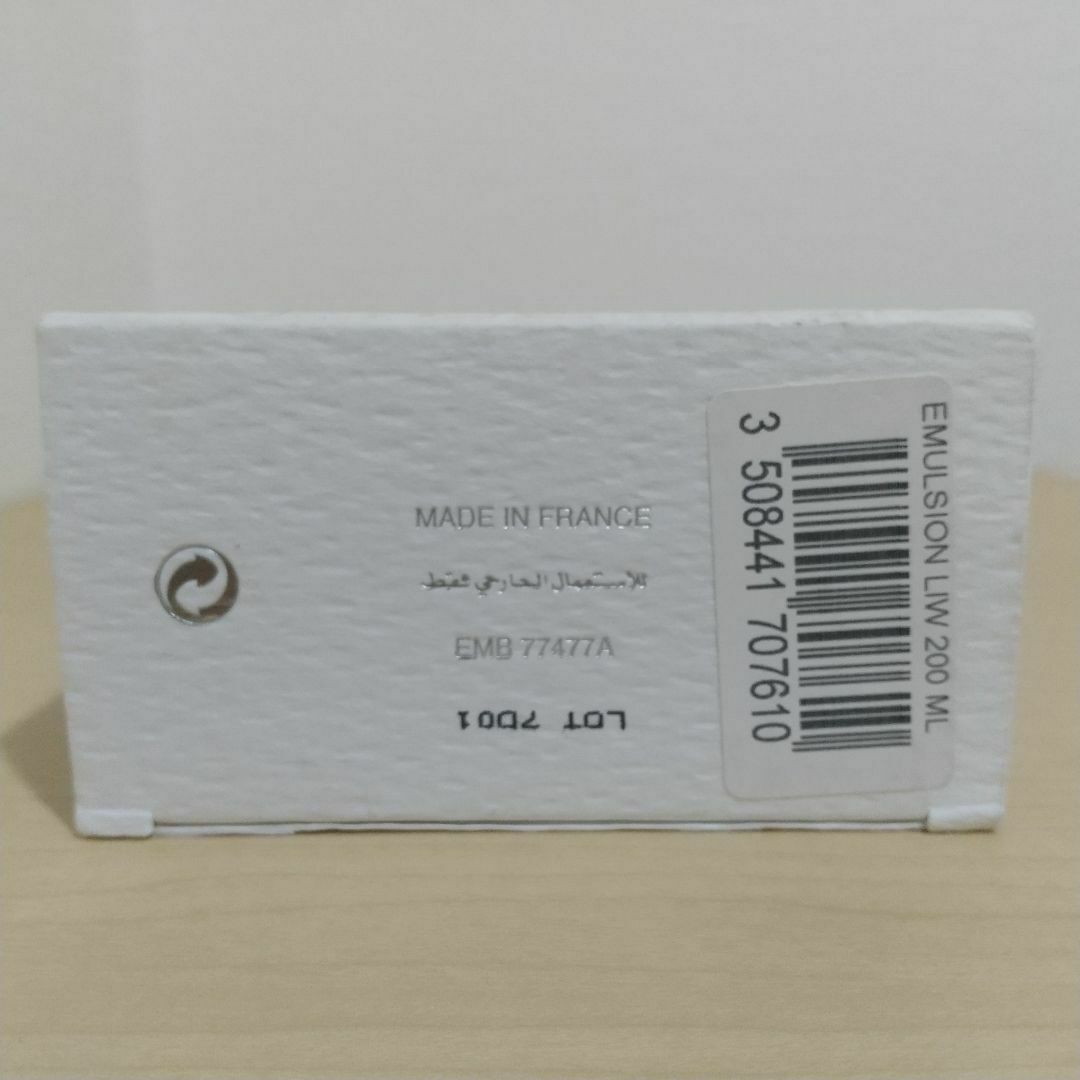 MADE IN FRANCE
للاستعمال الخارجي فقط
EMB 77477A
LOT 7D01
EMULSION LIW 200 ML
3 508441 707610